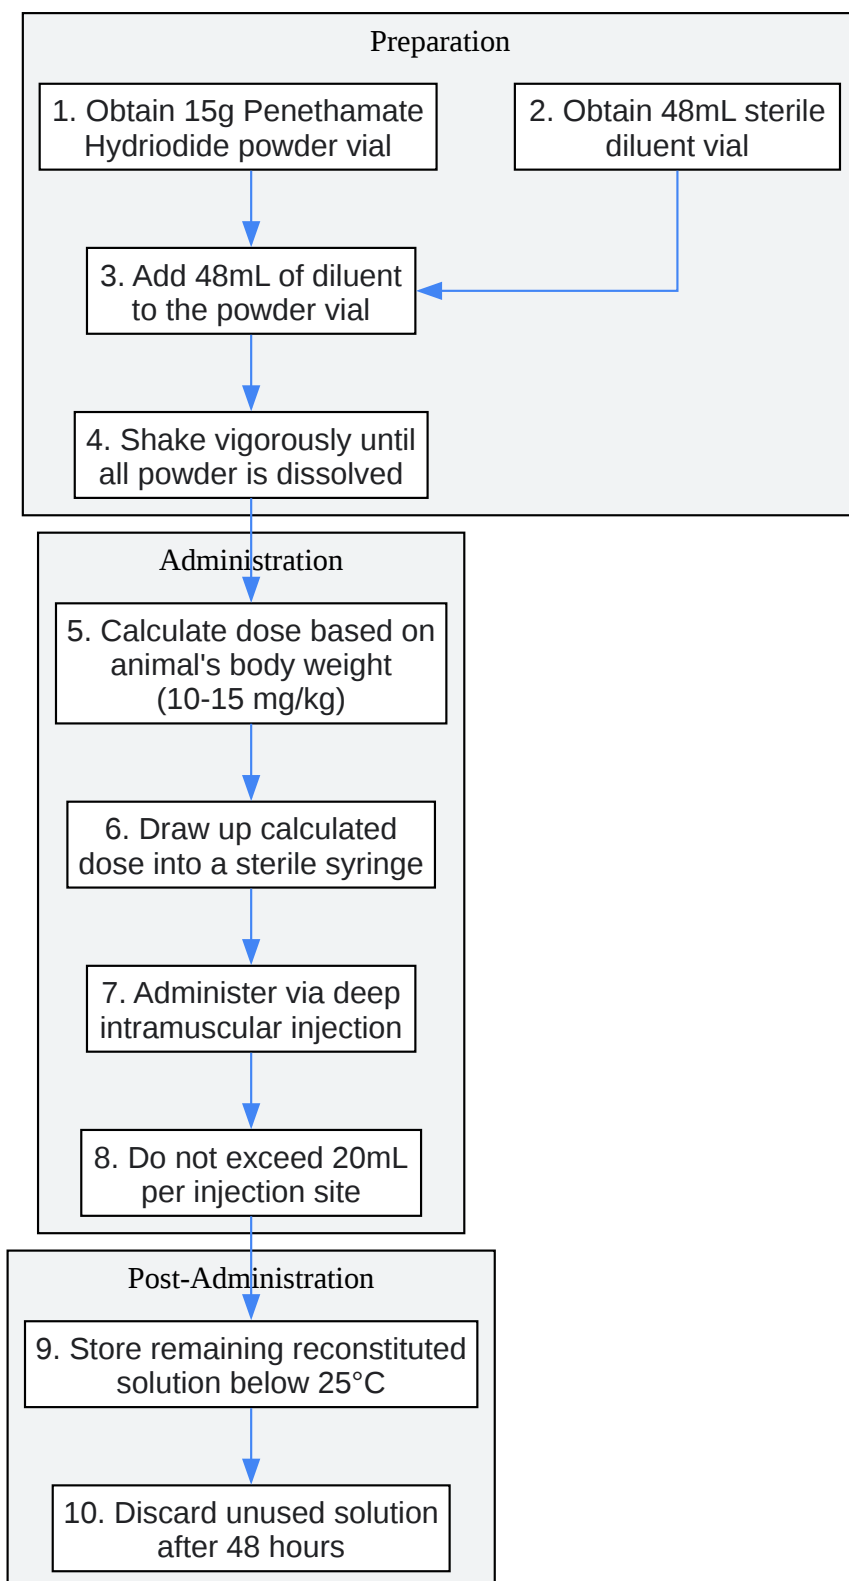 Preparation
1. Obtain 15g Penethamate
Hydriodide powder vial
2. Obtain 48mL sterile
diluent vial
3. Add 48mL of diluent
to the powder vial
4. Shake vigorously until
all powder is dissolved
Administration
5. Calculate dose based on
animal's body weight
(10-15 mg/kg)
6. Draw up calculated
dose into a sterile syringe
7. Administer via deep
intramuscular injection
8. Do not exceed 20mL
per injection site
Post-Administration
9. Store remaining reconstituted
solution below 25°C
10. Discard unused solution
after 48 hours